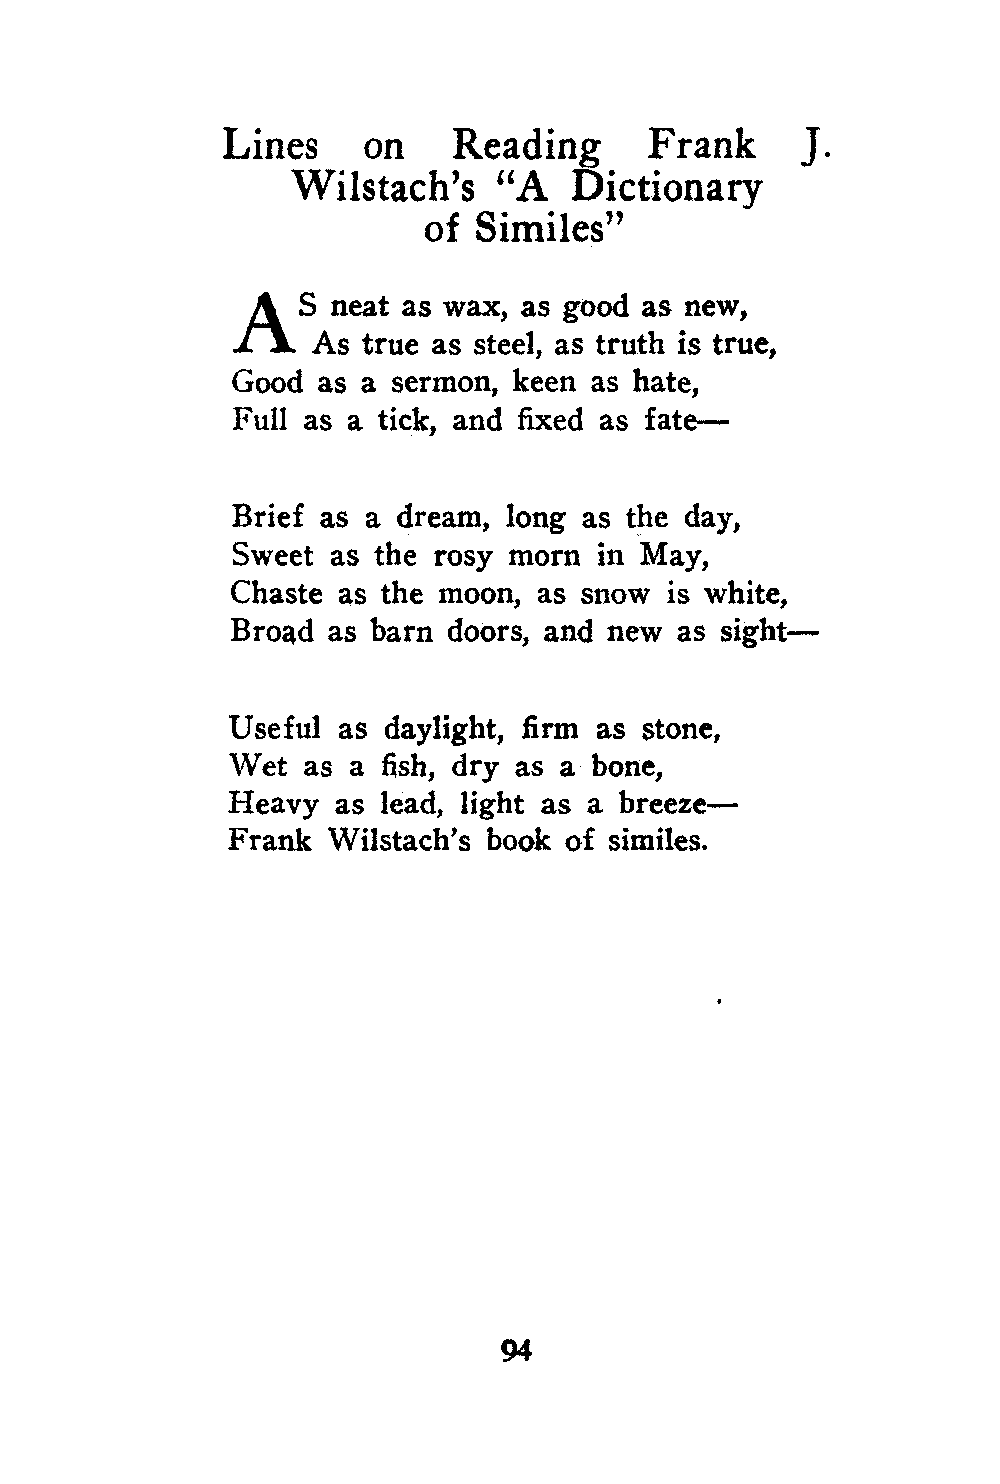 Lines on Reading Frank J.
Wilstach's “A Dictionary
of Similes”
AS neat as wax, as good as new,
As true as steel, as truth is true,
Good as a sermon, keen as hate,
Full as a tick, and fixed as fate—
Brief as a dream, long as the day,
Sweet as the rosy morn in May,
Chaste as the moon, as snow is white,
Broad as barn doors, and new as sight—
Useful as daylight, firm as stone,
Wet as a fish, dry as a bone,
Heavy as lead, light as a breeze—
Frank Wilstach's book of similes.
94